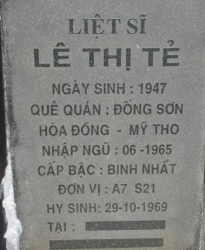 LIỆT SĨ
LÊ THỊ TẺ
NGÀY SINH : 1947
QUÊ QUÁN : ĐỒNG SƠN
HÒA ĐỒNG - MỸ THO
NHẬP NGŨ : 06 -1965
CẤP BẬC : BINH NHẤT
ĐƠN VỊ : A7 S21
HY SINH: 29-10-1969
TẠI :